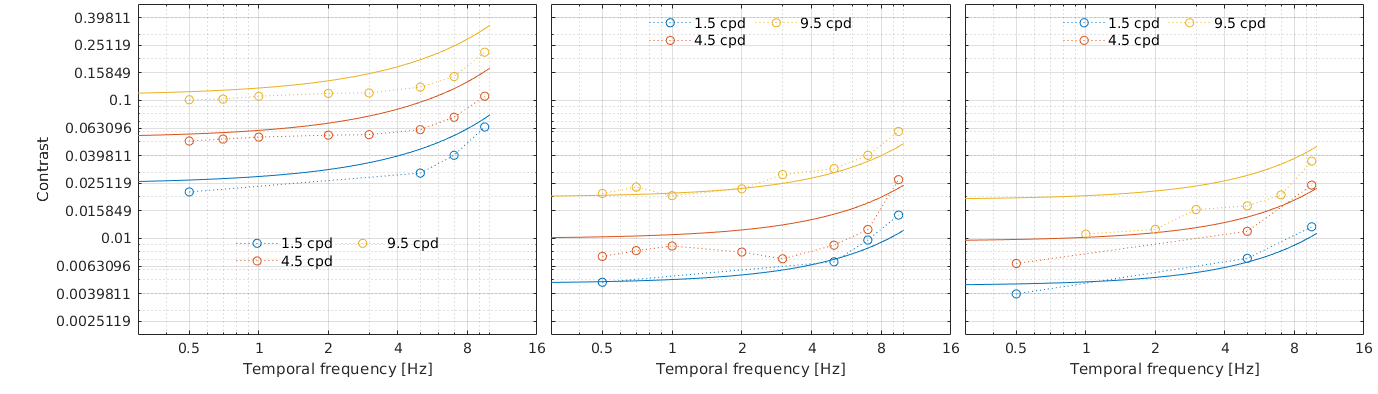 0.39811
0.25119
0.15849
0.1
0.063096
0.039811
0.025119
0.015849
0.01
0.0063096
0.0039811
0.0025119
Contrast
1.5 cpd 9.5 cpd
4.5 cpd
0.5 1 2 4 8 16
Temporal frequency [Hz]
1.5 cpd 9.5 cpd
4.5 cpd
0.5 1 2 4 8 16
Temporal frequency [Hz]
1.5 cpd 9.5 cpd
4.5 cpd
0.5 1 2 4 8 16
Temporal frequency [Hz]